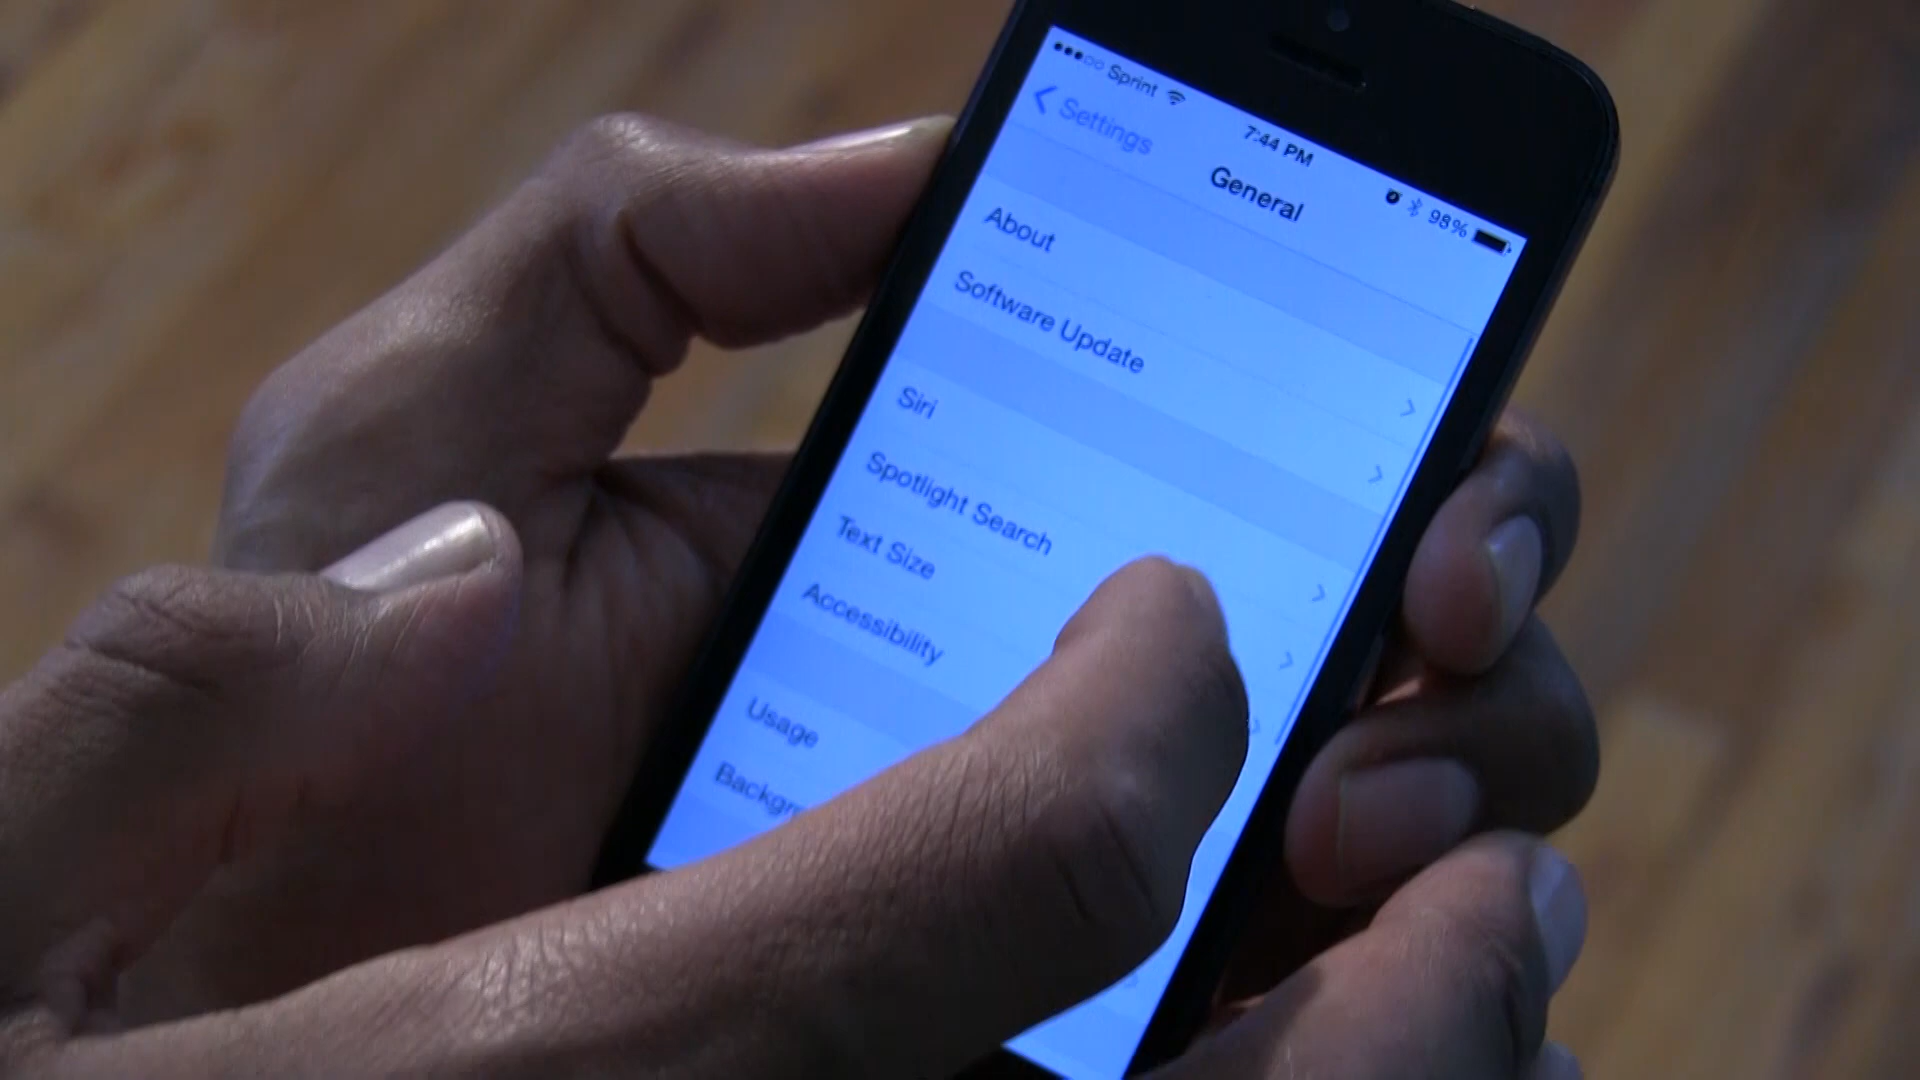 Sprint 7:44 PM 98%
Settings General
About
Software Update
Siri
Spotlight Search
Text Size
Accessibility
Usage